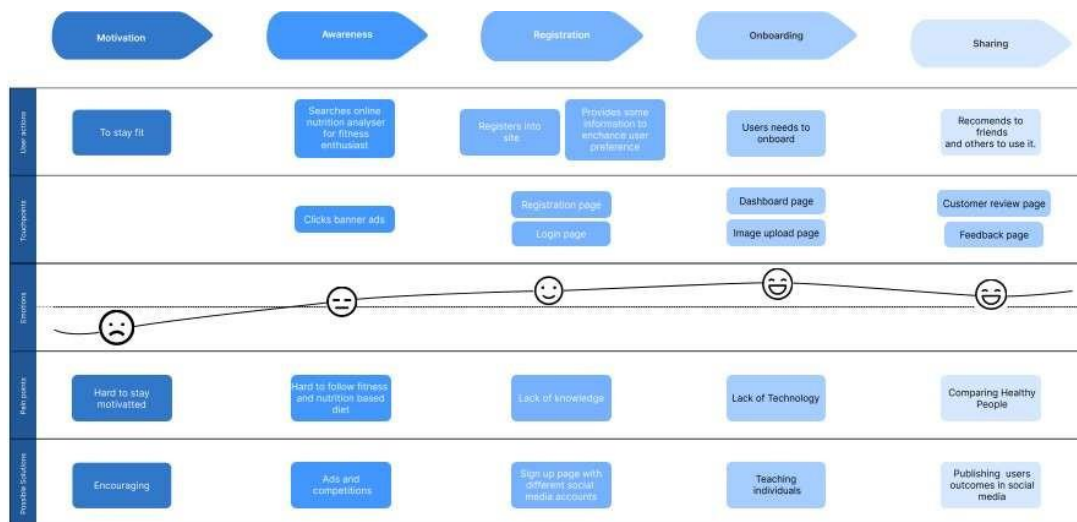 Motivation
Awareness
Registration
Onboarding
Sharing
User actions
To stay fit
Searches online
nutrition analyser
for fitness
enthusiast
Registers into
site
Provides some
information to
enchance user
preference
Users needs to
onboard
Recomends to
friends
and others to use it.
Touchpoints
Clicks banner ads
Registration page
Login page
Dashboard page
Image upload page
Customer review page
Feedback page
Emotions
Pain points
Hard to stay
motivatted
Hard to follow fitness
and nutrition based
diet
Lack of knowledge
Lack of Technology
Comparing Healthy
People
Possible Solutions
Encouraging
Ads and
competitions
Sign up page with
different social
media accounts
Teaching
individuals
Publishing users
outcomes in social
media